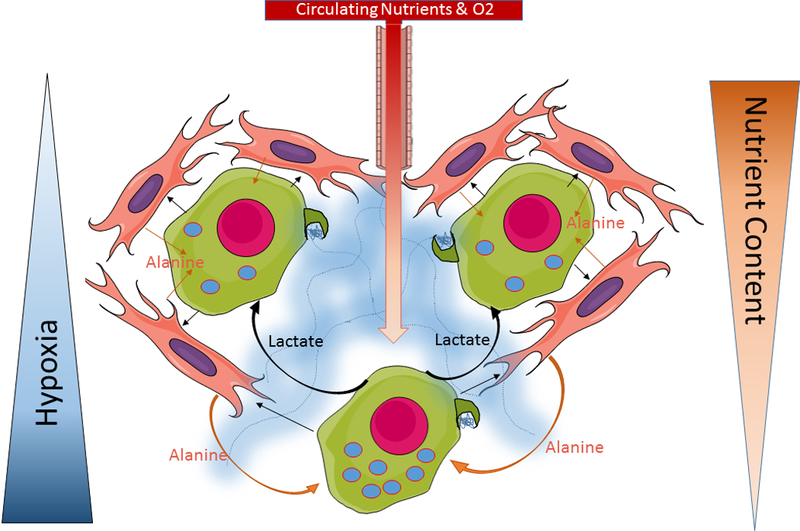 Circulating Nutrients & O2
Hypoxia
Nutrient Content
Alanine
Alanine
Lactate
Lactate
Alanine
Alanine